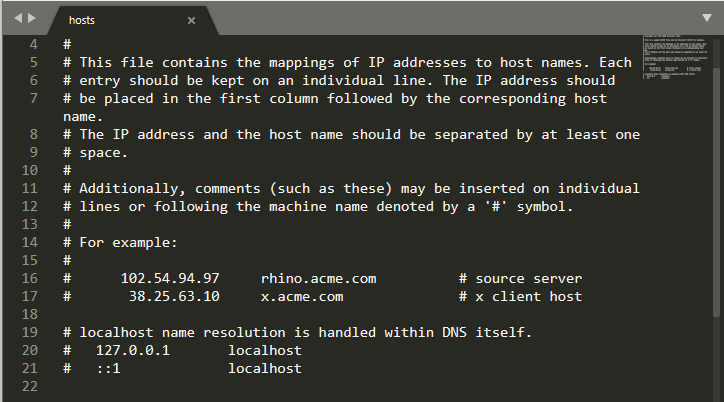 hosts
4 #
5 # This file contains the mappings of IP addresses to host names. Each
6 # entry should be kept on an individual line. The IP address should
7 # be placed in the first column followed by the corresponding host
name.
8 # The IP address and the host name should be separated by at least one
9 # space.
10 #
11 # Additionally, comments (such as these) may be inserted on individual
12 # lines or following the machine name denoted by a '#' symbol.
13 #
14 # For example:
15 #
16 #      102.54.94.97     rhino.acme.com          # source server
17 #       38.25.63.10     x.acme.com              # x client host
18
19 # localhost name resolution is handled within DNS itself.
20 #   127.0.0.1       localhost
21 #   ::1             localhost
22